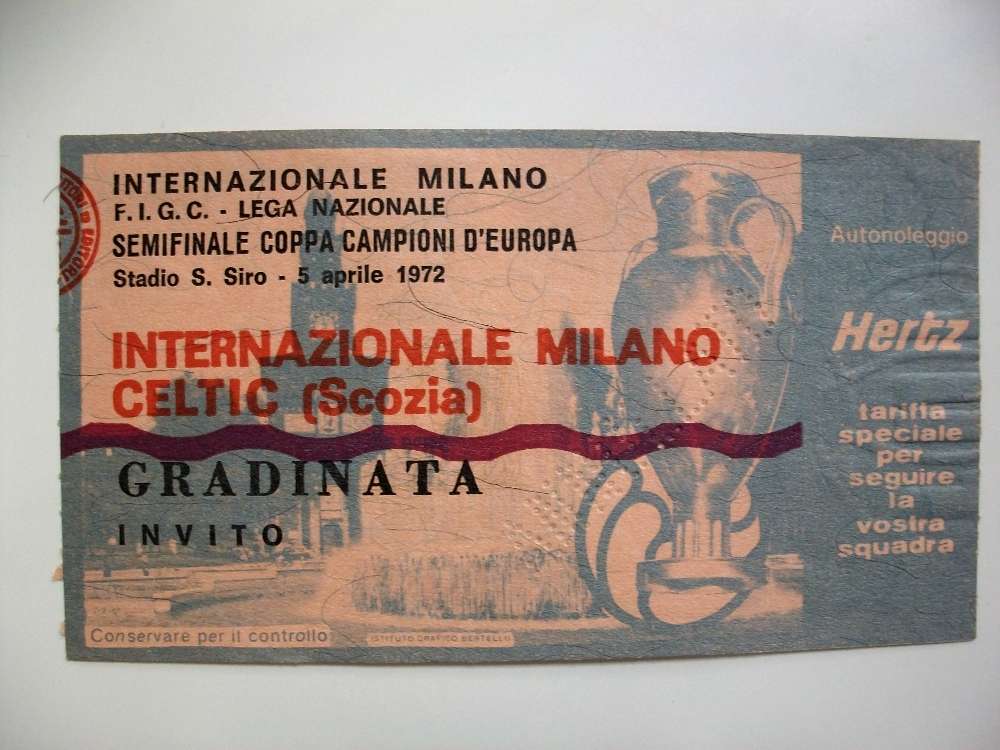 INTERNAZIONALE MILANO
F.I.G.C. - LEGA NAZIONALE
SEMIFINALE COPPA CAMPIONI D'EUROPA
Stadio S. Siro - 5 aprile 1972
INTERNAZIONALE MILANO
CELTIC (Scozia)
GRADINATA
INVITO
Conservare per il controllo
ISTITUTO GRAFICO BERTELLO
Autonoleggio
Hertz
tariffa
speciale
per
seguire
la
vostra
squadra